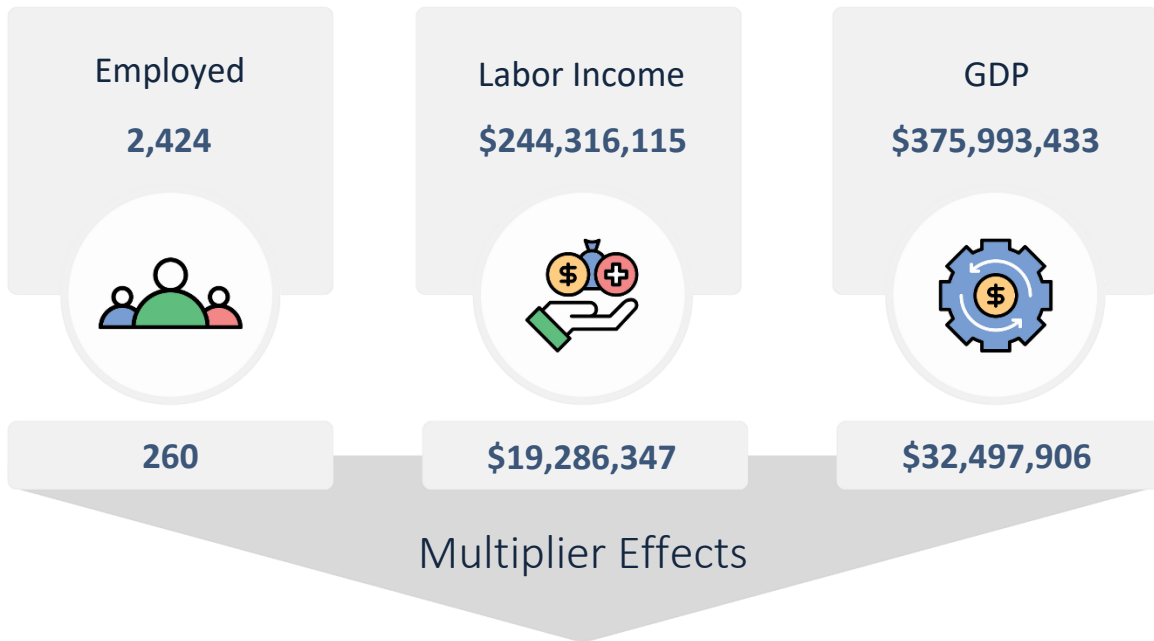 Employed
2,424
Labor Income
$244,316,115
GDP
$375,993,433
260
$19,286,347
$32,497,906
Multiplier Effects